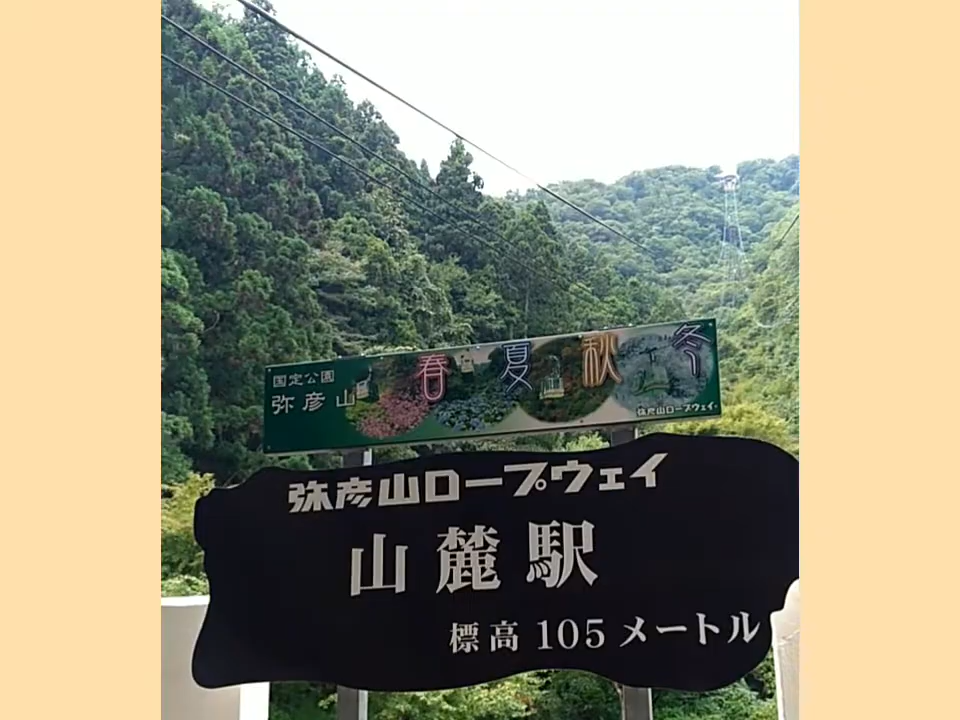 国定公園
弥彦山
春 夏 秋 冬
弥彦山ロープウェイ
弥彦山ロープウェイ
山麓駅
標高 105 メートル